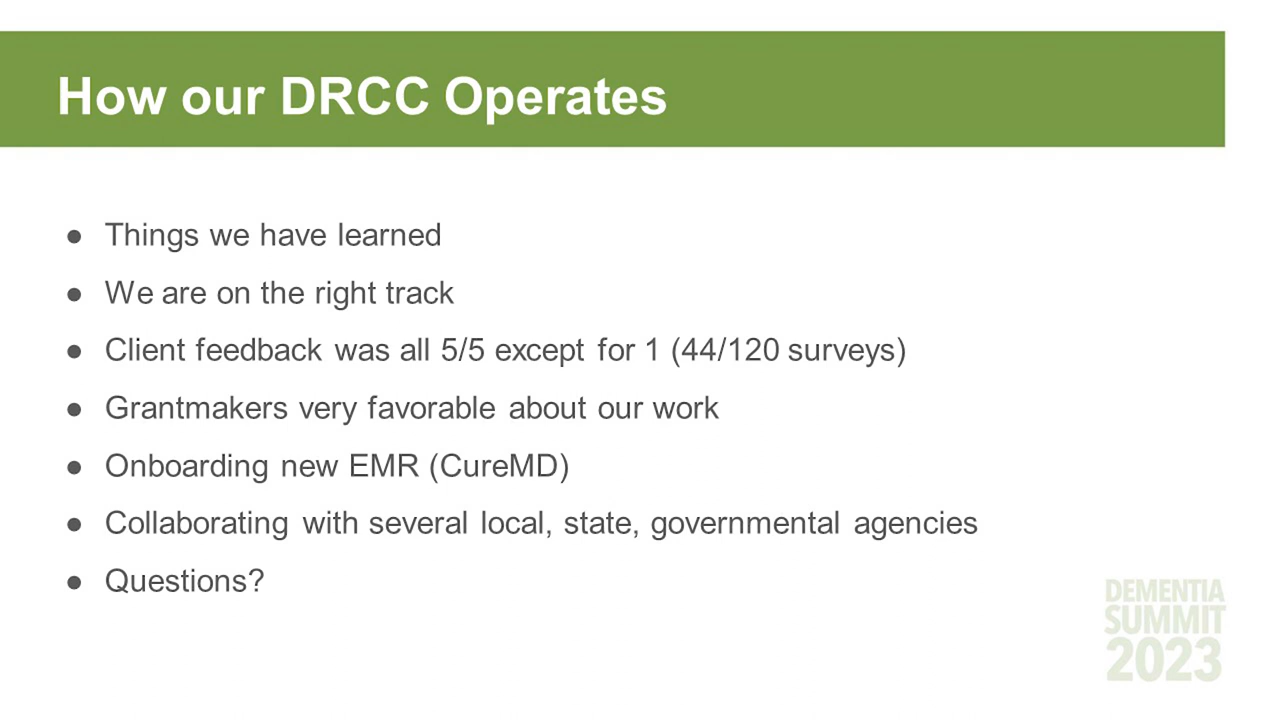 How our DRCC Operates
● Things we have learned
● We are on the right track
● Client feedback was all 5/5 except for 1 (44/120 surveys)
● Grantmakers very favorable about our work
● Onboarding new EMR (CureMD)
● Collaborating with several local, state, governmental agencies
● Questions?
DEMENTIA
SUMMIT
2023